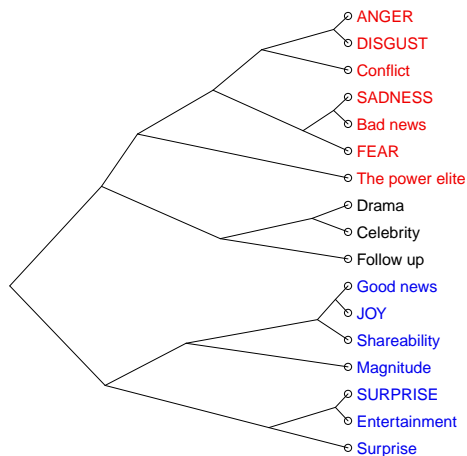 ANGER
DISGUST
Conflict
SADNESS
Bad news
FEAR
The power elite
Drama
Celebrity
Follow up
Good news
JOY
Shareability
Magnitude
SURPRISE
Entertainment
Surprise